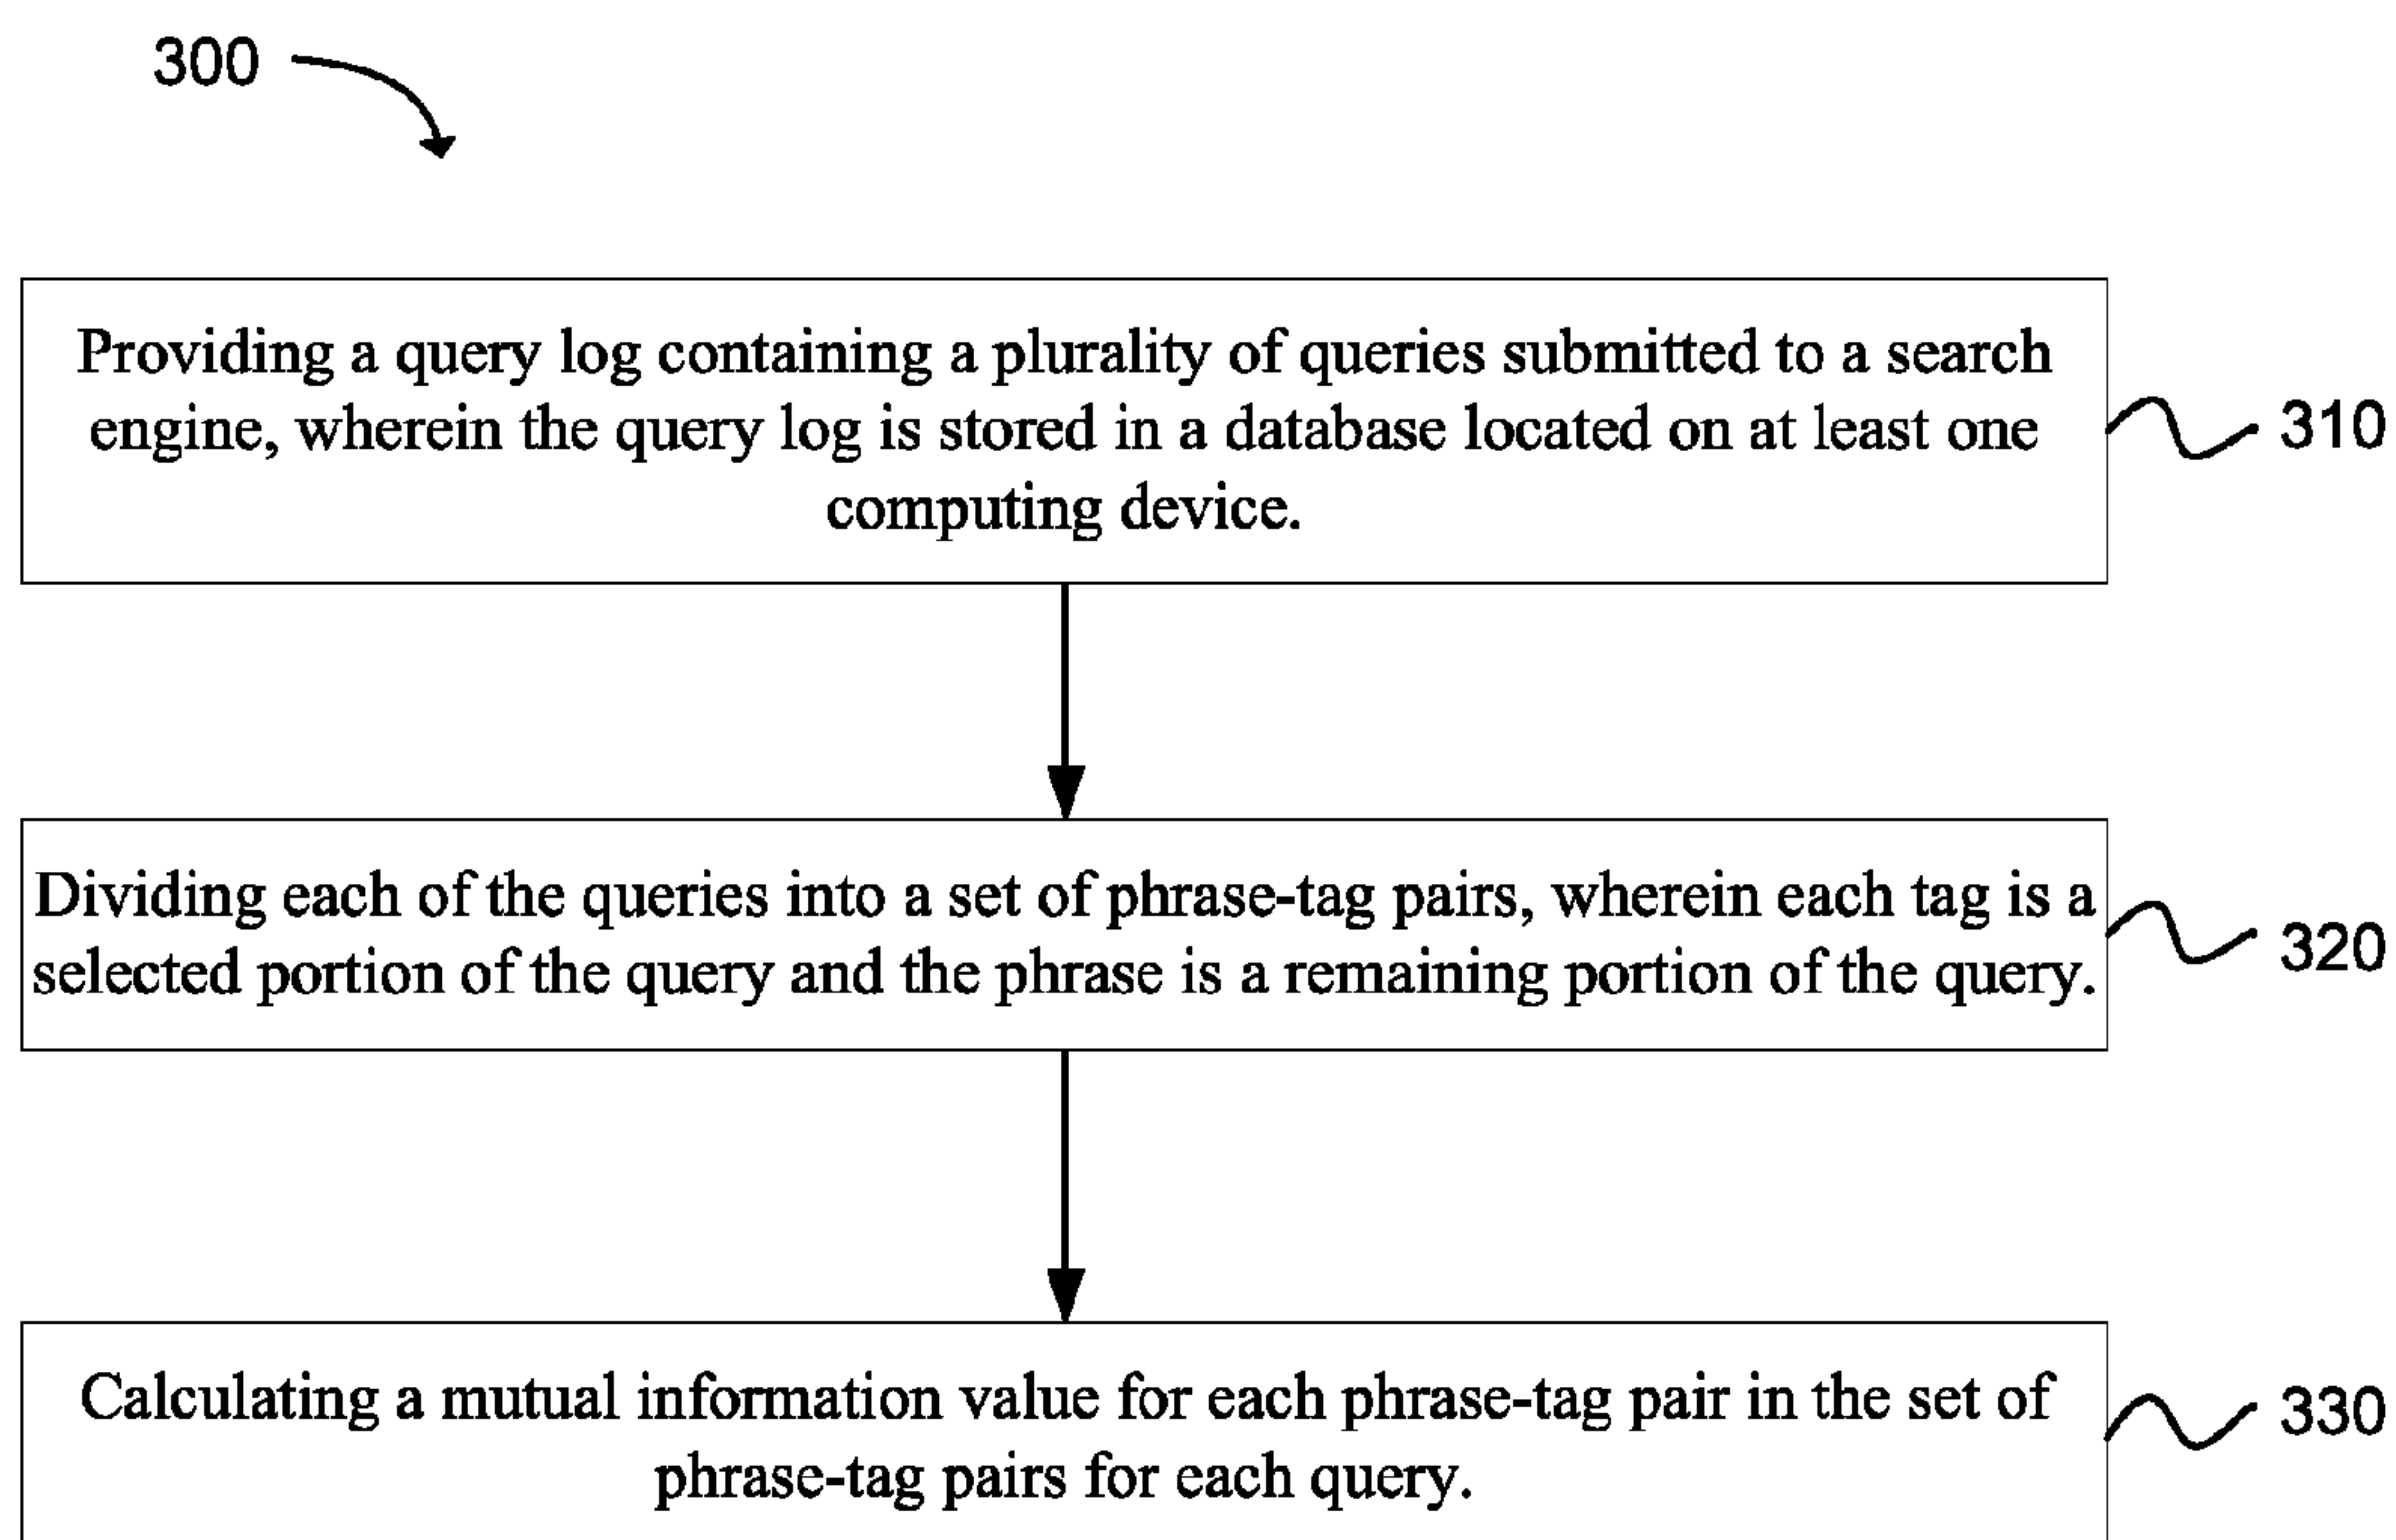 300
Providing a query log containing a plurality of queries submitted to a search
engine, wherein the query log is stored in a database located on at least one
computing device.
310
Dividing each of the queries into a set of phrase-tag pairs, wherein each tag is a
selected portion of the query and the phrase is a remaining portion of the query.
320
Calculating a mutual information value for each phrase-tag pair in the set of
phrase-tag pairs for each query.
330